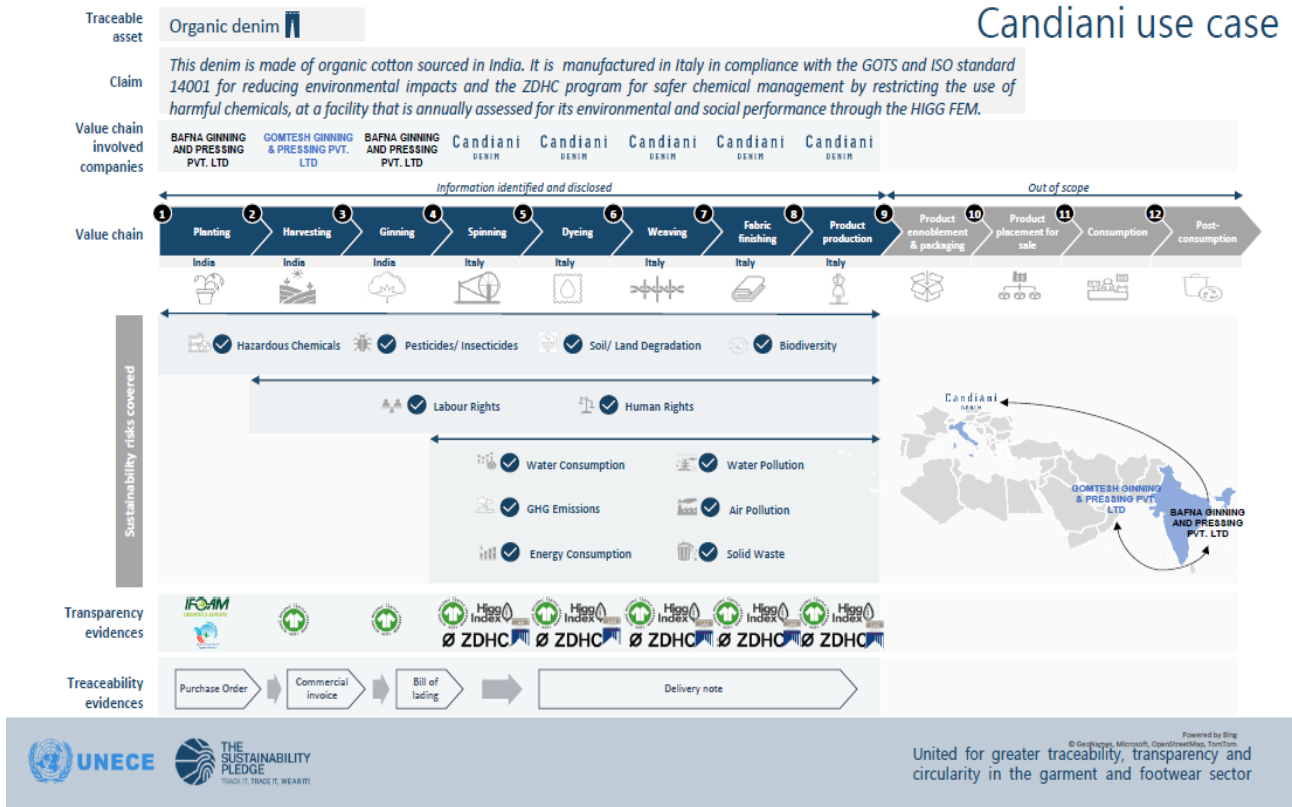 Candiani use case
Traceable
asset
Organic denim
Claim
This denim is made of organic cotton sourced in India. It is manufactured in Italy in compliance with the GOTS and ISO standard
14001 for reducing environmental impacts and the ZDHC program for safer chemical management by restricting the use of
harmful chemicals, at a facility that is annually assessed for its environmental and social performance through the HIGG FEM.
Value chain
involved
companies
BAFNA GINNING
AND PRESSING
PVT. LTD
GOMTESH GINNING
& PRESSING PVT.
LTD
BAFNA GINNING
AND PRESSING
PVT. LTD
Candiani
DENIM
Candiani
DENIM
Candiani
DENIM
Candiani
DENIM
Candiani
DENIM
Information identified and disclosed
Out of scope
Value chain
1
Planting
2
Harvesting
3
Ginning
4
Spinning
5
Dyeing
6
Weaving
7
Fabric
finishing
8
Product
production
9
Product
ennoblement
& packaging
10
Product
placement for
sale
11
Consumption
12
Post-
consumption
India
India
India
Italy
Italy
Italy
Italy
Italy
Sustainability risks covered
Hazardous Chemicals
Pesticides/ Insecticides
Soil/ Land Degradation
Biodiversity
Labour Rights
Human Rights
Water Consumption
Water Pollution
GHG Emissions
Air Pollution
Energy Consumption
Solid Waste
Candiani
DENIM
GOMTESH GINNING
& PRESSING PVT.
LTD
BAFNA GINNING
AND PRESSING
PVT. LTD
Transparency
evidences
IFOAM
ORGANICS EUROPE
Higg
Index
ZDHC
Higg
Index
ZDHC
Higg
Index
ZDHC
Higg
Index
ZDHC
Higg
Index
ZDHC
Treaceability
evidences
Purchase Order
Commercial
invoice
Bill of
lading
Delivery note
UNECE
THE
SUSTAINABILITY
PLEDGE
TRACK IT, TRACE IT, WEAR IT!
Powered by Bing
© GeoNames, Microsoft, OpenStreetMap, TomTom
United for greater traceability, transparency and
circularity in the garment and footwear sector